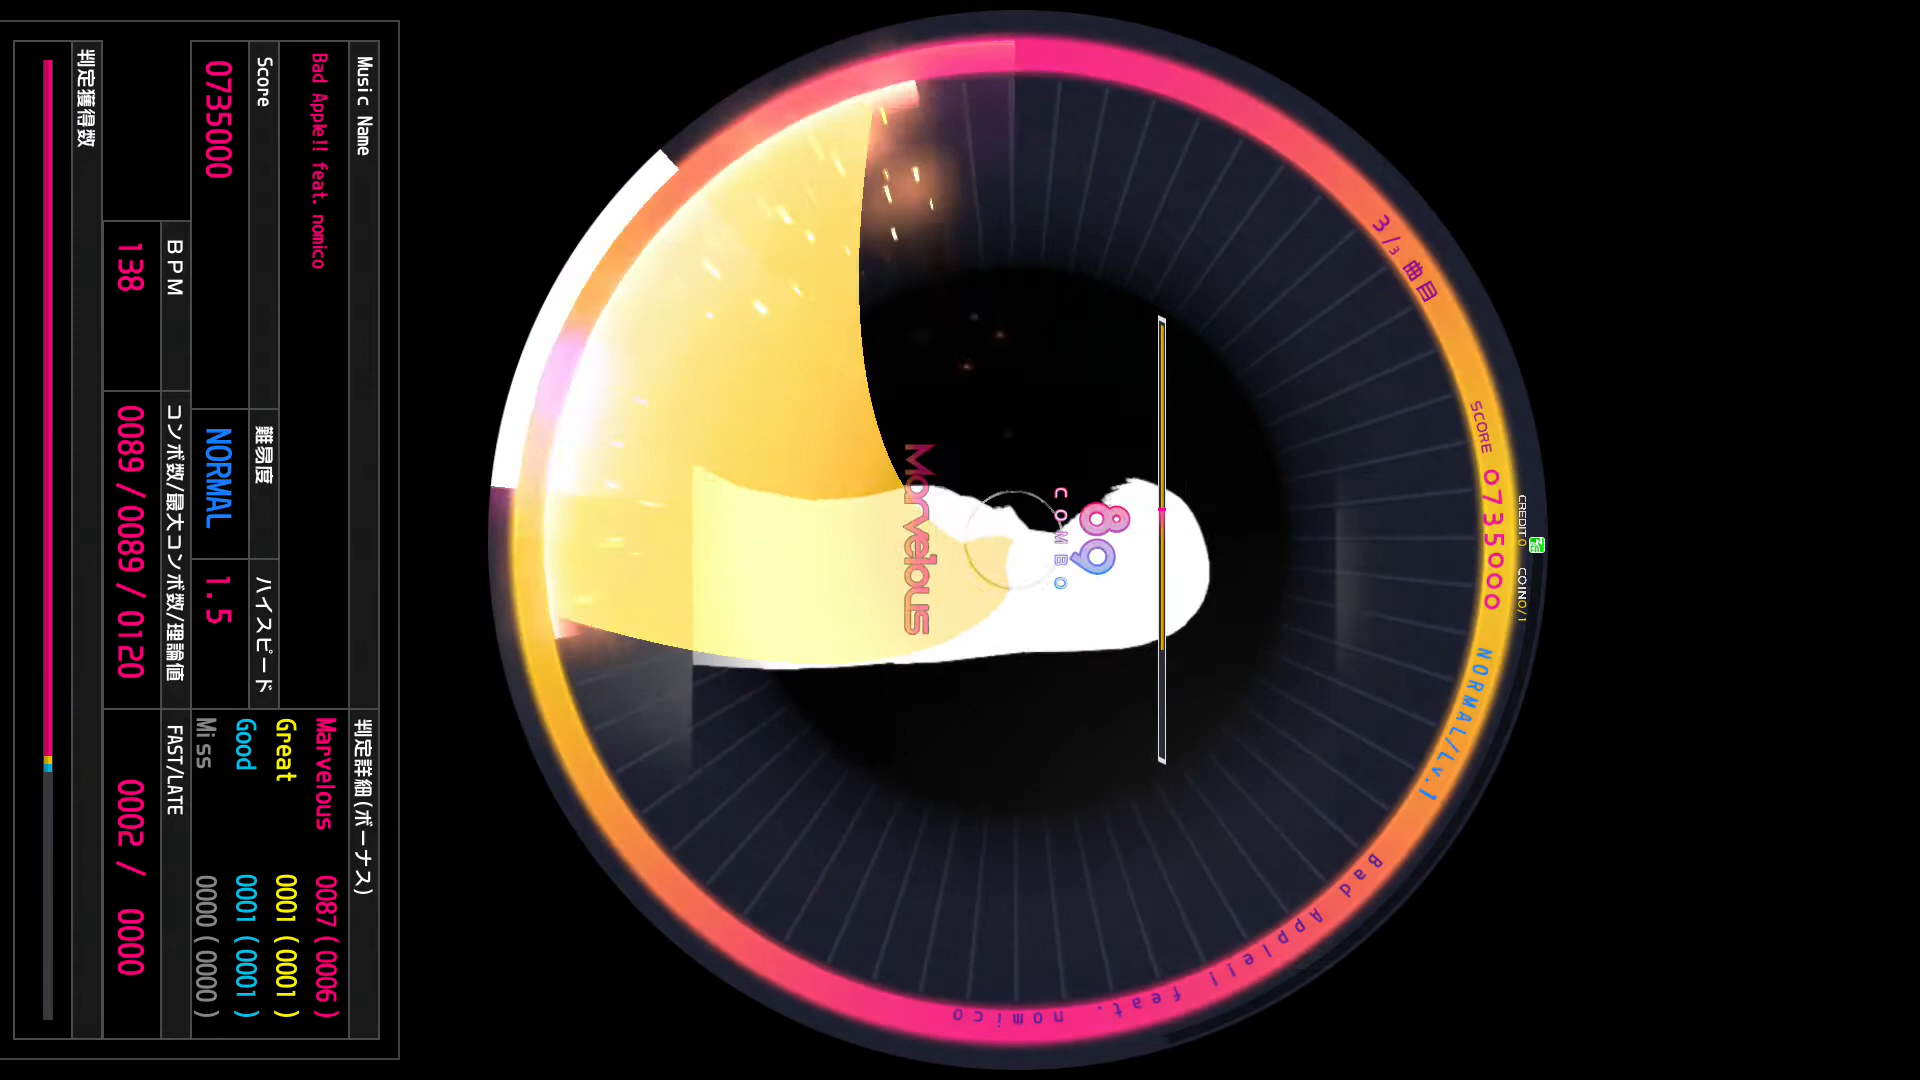 Music Name
Bad Apple!! feat. nomico
Score
難易度
ハイスピード
0735000
NORMAL
1.5
BPM
コンボ数/最大コンボ数/理論値
FAST/LATE
138
0089 / 0089 / 0120
0002 / 0000
判定詳細(ボーナス)
Marvelous 0087 ( 0006 )
Great 0001 ( 0001 )
Good 0001 ( 0001 )
Miss 0000 ( 0000 )
判定獲得数
CREDIT 0
COIN 0/1
3/3 曲目
SCORE 0735000
NORMAL/Lv.1
Bad Apple!! feat. nomico
89
COMBO
Marvelous